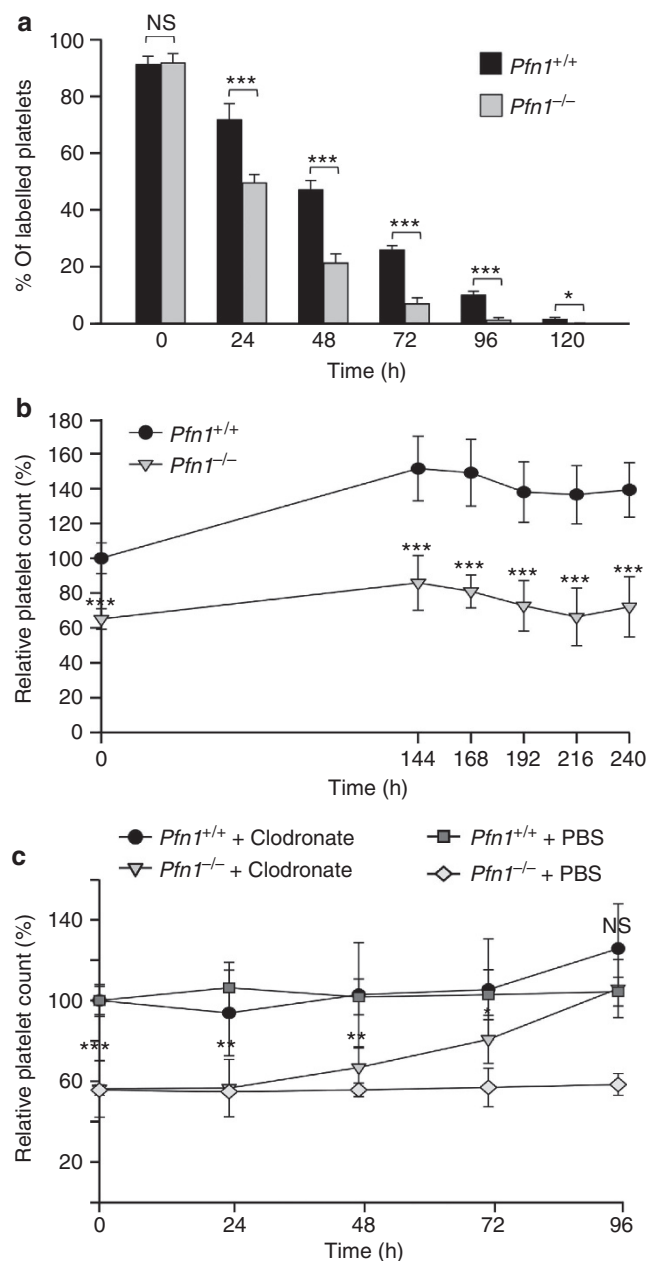 a
NS
100
80
60
40
20
0
% Of labelled platelets
***
***
***
***
*
Pfn1+/+
Pfn1−/−
0 24 48 72 96 120
Time (h)
b
180
160
140
120
100
80
60
40
20
0
Relative platelet count (%)
Pfn1+/+
Pfn1−/−
***
*** *** *** *** ***
0 144 168 192 216 240
Time (h)
c
Pfn1+/+ + Clodronate Pfn1+/+ + PBS
Pfn1−/− + Clodronate Pfn1−/− + PBS
140
100
60
20
Relative platelet count (%)
NS
*** ** ** *
0 24 48 72 96
Time (h)